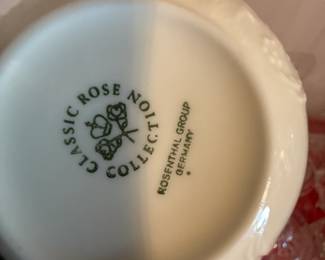 CLASSIC ROSE COLLECTION
ROSENTHAL GROUP
GERMANY